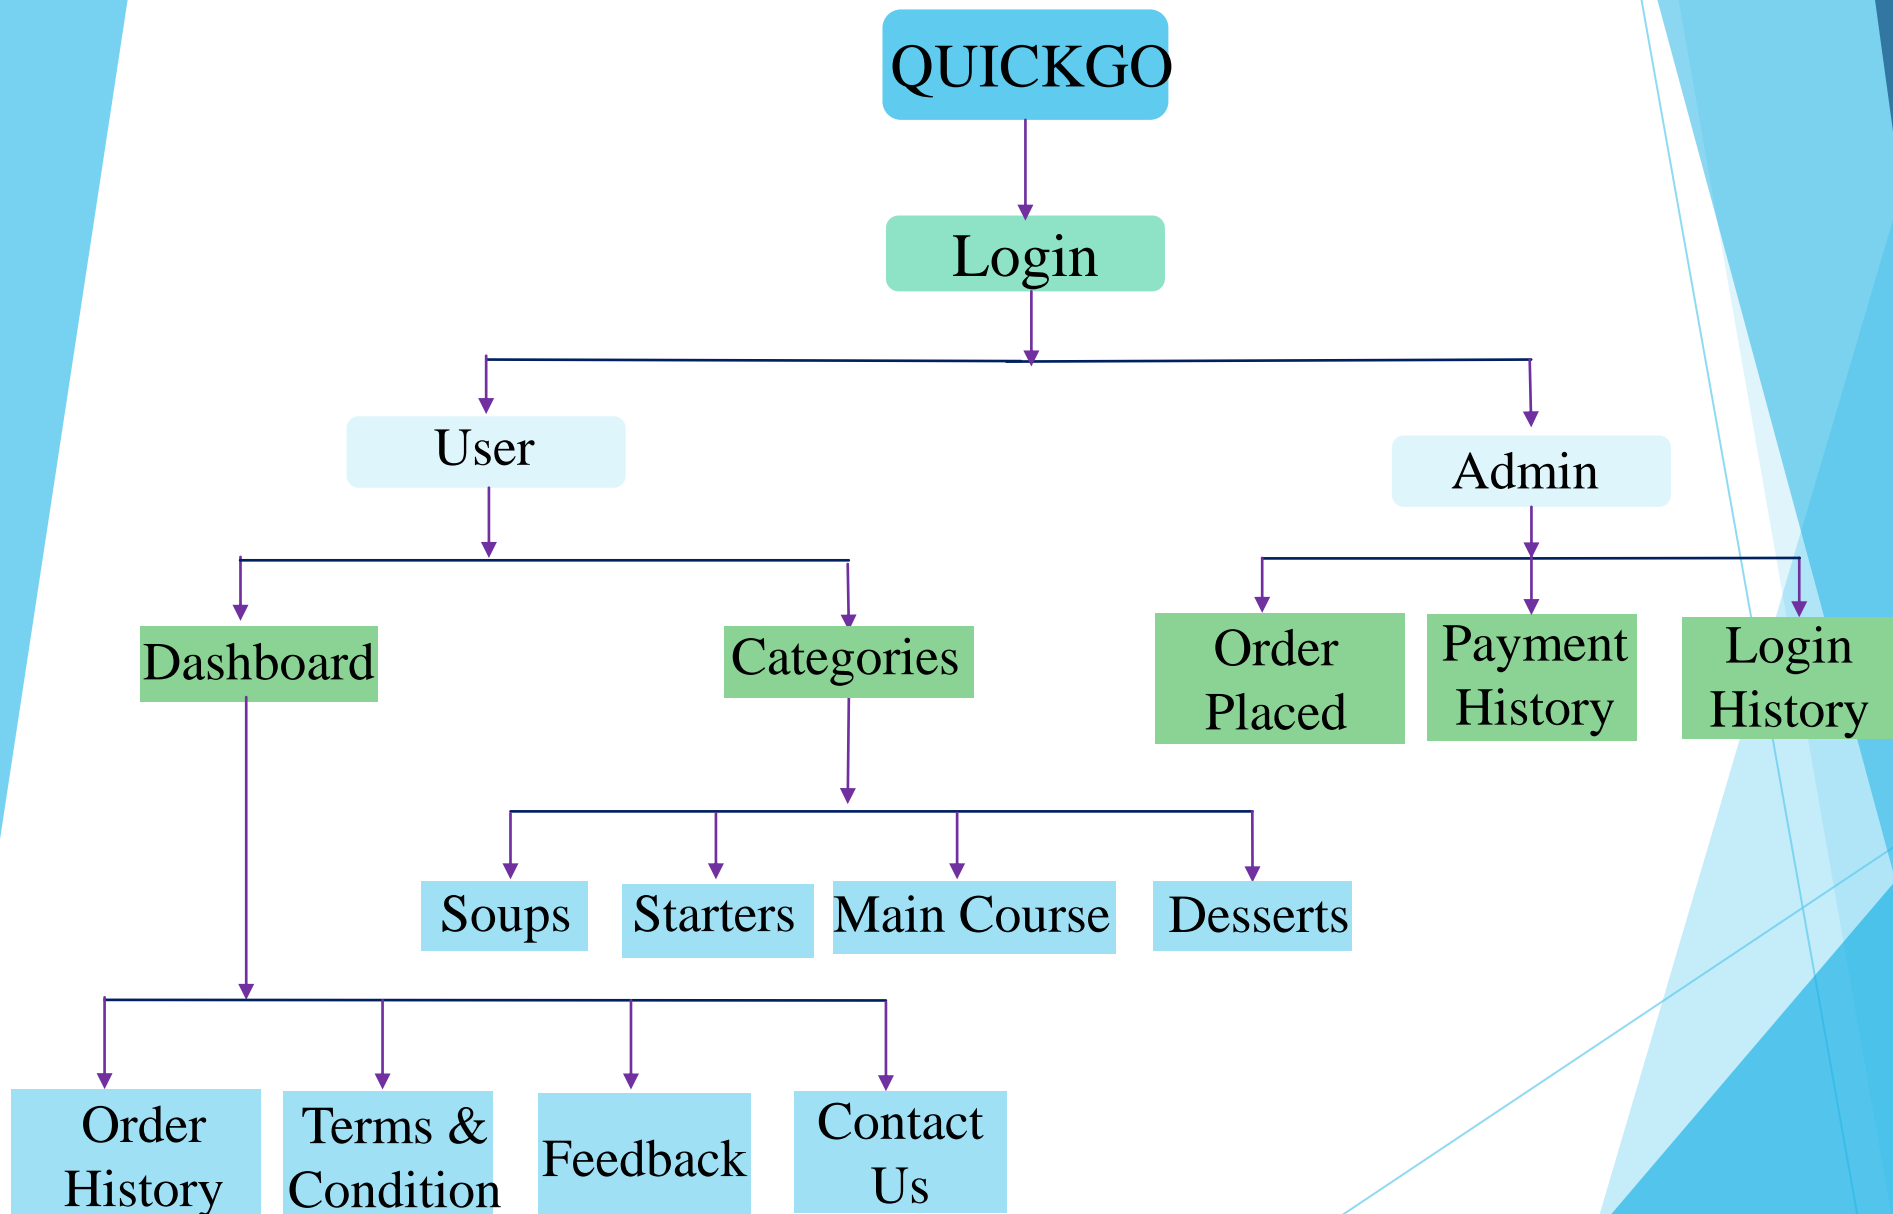 QUICKGO
Login
User
Admin
Dashboard
Categories
Order
Placed
Payment
History
Login
History
Soups
Starters
Main Course
Desserts
Order
History
Terms &
Condition
Feedback
Contact
Us